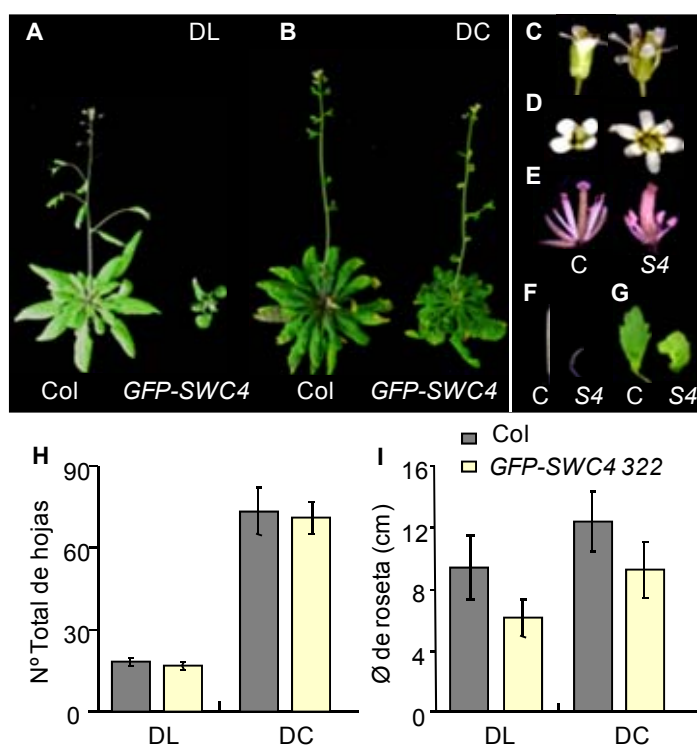 A DL B DC
Col GFP-SWC4 Col GFP-SWC4
C
D
E
C S4
F G
C S4 C S4
H
Nº Total de hojas
90
60
30
0
DL DC
Col
GFP-SWC4 322
I
Ø de roseta (cm)
16
12
8
4
0
DL DC